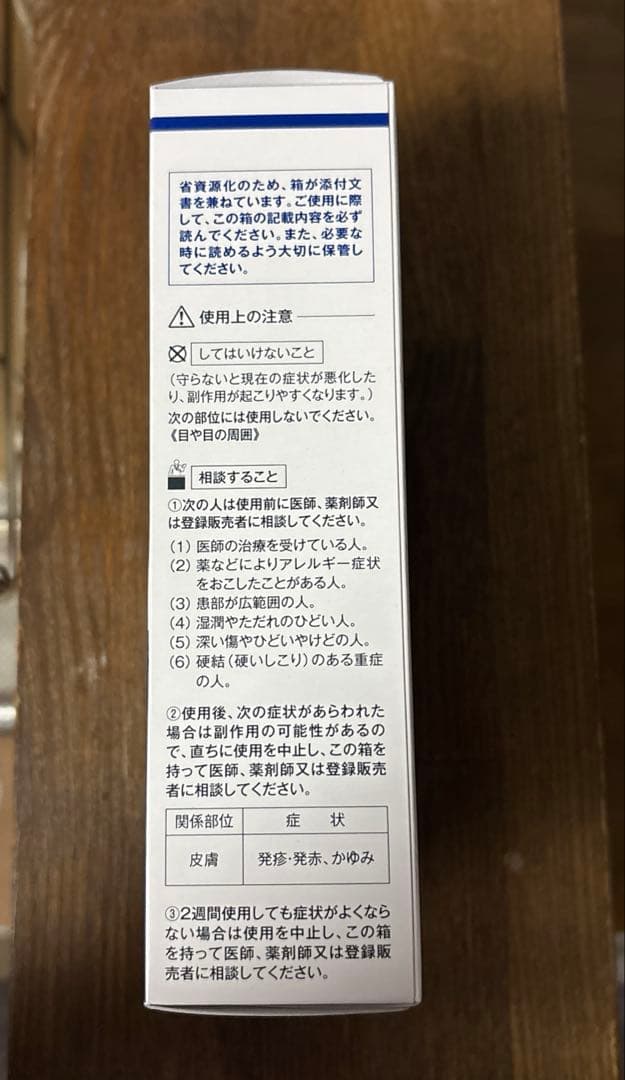 省資源化のため、箱が添付文
書を兼ねています。ご使用に際
して、この箱の記載内容を必ず
読んでください。また、必要な
時に読めるよう大切に保管し
てください。
使用上の注意
してはいけないこと
（守らないと現在の症状が悪化した
り、副作用が起こりやすくなります。）
次の部位には使用しないでください。
《目や目の周囲》
相談すること
①次の人は使用前に医師、薬剤師又
は登録販売者に相談してください。
（1）医師の治療を受けている人。
（2）薬などによりアレルギー症状
をおこしたことがある人。
（3）患部が広範囲の人。
（4）湿潤やただれのひどい人。
（5）深い傷やひどいやけどの人。
（6）硬結（硬いしこり）のある重症
の人。
②使用後、次の症状があらわれた
場合は副作用の可能性があるの
で、直ちに使用を中止し、この箱を
持って医師、薬剤師又は登録販売
者に相談してください。
関係部位 症 状
皮膚 発疹・発赤、かゆみ
③2週間使用しても症状がよくなら
ない場合は使用を中止し、この箱
を持って医師、薬剤師又は登録販
売者に相談してください。